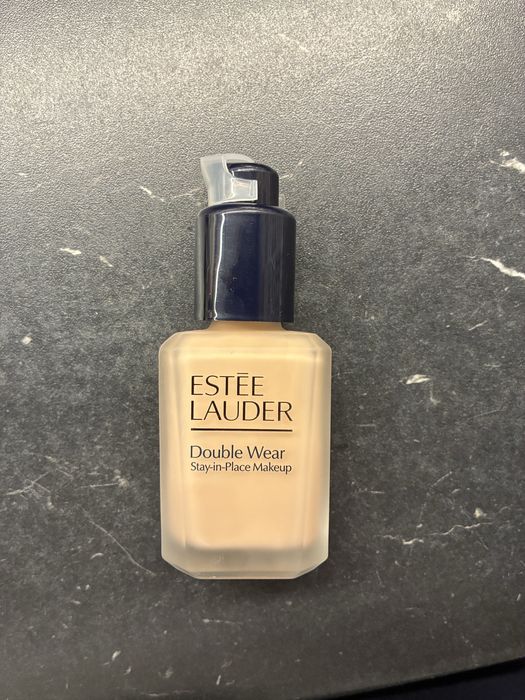 ESTĒE
LAUDER
Double Wear
Stay-in-Place Makeup